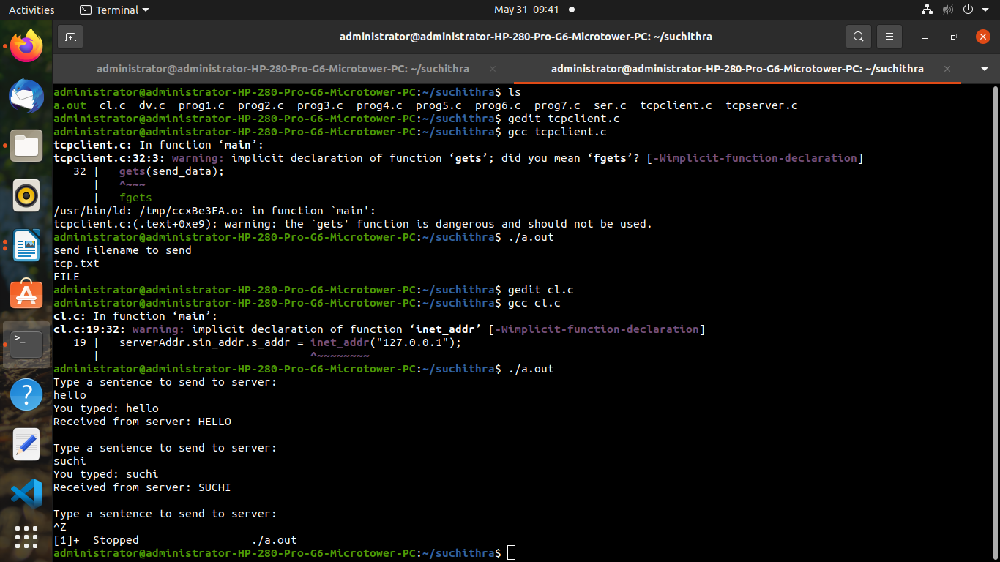 Activities Terminal May 31 09:41
administrator@administrator-HP-280-Pro-G6-Microtower-PC: ~/suchithra
administrator@administrator-HP-280-Pro-G6-Microtower-PC: ~/suchithra × administrator@administrator-HP-280-Pro-G6-Microtower-PC: ~/suchithra ×
administrator@administrator-HP-280-Pro-G6-Microtower-PC:~/suchithra$ ls
a.out  cl.c  dv.c  prog1.c  prog2.c  prog3.c  prog4.c  prog5.c  prog6.c  prog7.c  ser.c  tcpclient.c  tcpserver.c
administrator@administrator-HP-280-Pro-G6-Microtower-PC:~/suchithra$ gedit tcpclient.c
administrator@administrator-HP-280-Pro-G6-Microtower-PC:~/suchithra$ gcc tcpclient.c
tcpclient.c: In function ‘main’:
tcpclient.c:32:3: warning: implicit declaration of function ‘gets’; did you mean ‘fgets’? [-Wimplicit-function-declaration]
   32 |   gets(send_data);
      |   ^~~~
      |   fgets
/usr/bin/ld: /tmp/ccxBe3EA.o: in function `main':
tcpclient.c:(.text+0xe9): warning: the `gets' function is dangerous and should not be used.
administrator@administrator-HP-280-Pro-G6-Microtower-PC:~/suchithra$ ./a.out
send Filename to send
tcp.txt
FILE
administrator@administrator-HP-280-Pro-G6-Microtower-PC:~/suchithra$ gedit cl.c
administrator@administrator-HP-280-Pro-G6-Microtower-PC:~/suchithra$ gcc cl.c
cl.c: In function ‘main’:
cl.c:19:32: warning: implicit declaration of function ‘inet_addr’ [-Wimplicit-function-declaration]
   19 |   serverAddr.sin_addr.s_addr = inet_addr("127.0.0.1");
      |                                ^~~~~~~~~
administrator@administrator-HP-280-Pro-G6-Microtower-PC:~/suchithra$ ./a.out
Type a sentence to send to server:
hello
You typed: hello
Received from server: HELLO
Type a sentence to send to server:
suchi
You typed: suchi
Received from server: SUCHI
Type a sentence to send to server:
^Z
[1]+  Stopped                 ./a.out
administrator@administrator-HP-280-Pro-G6-Microtower-PC:~/suchithra$